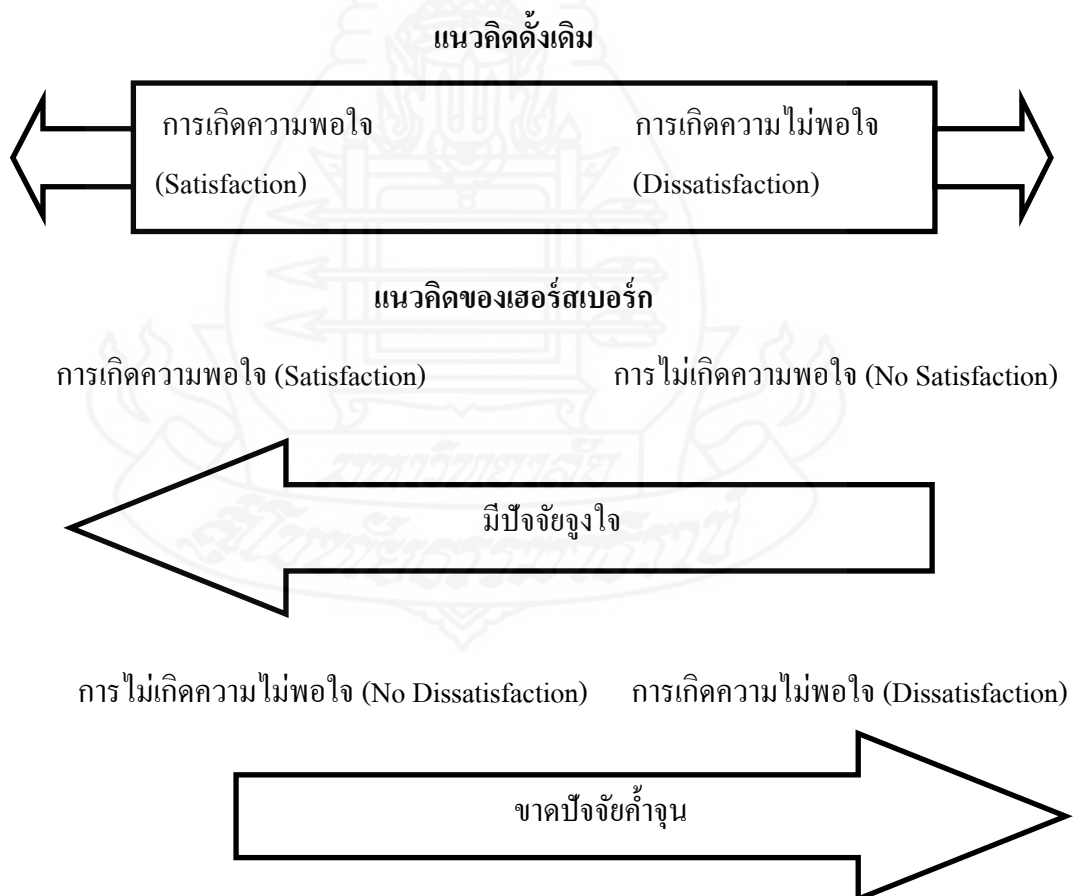 แนวคิดดั้งเดิม
การเกิดความพอใจ
(Satisfaction)
การเกิดความไม่พอใจ
(Dissatisfaction)
แนวคิดของเฮอร์สเบอร์ก
การเกิดความพอใจ (Satisfaction) การไม่เกิดความพอใจ (No Satisfaction)
มีปัจจัยจูงใจ
การไม่เกิดความไม่พอใจ (No Dissatisfaction) การเกิดความไม่พอใจ (Dissatisfaction)
ขาดปัจจัยค้ำจุน